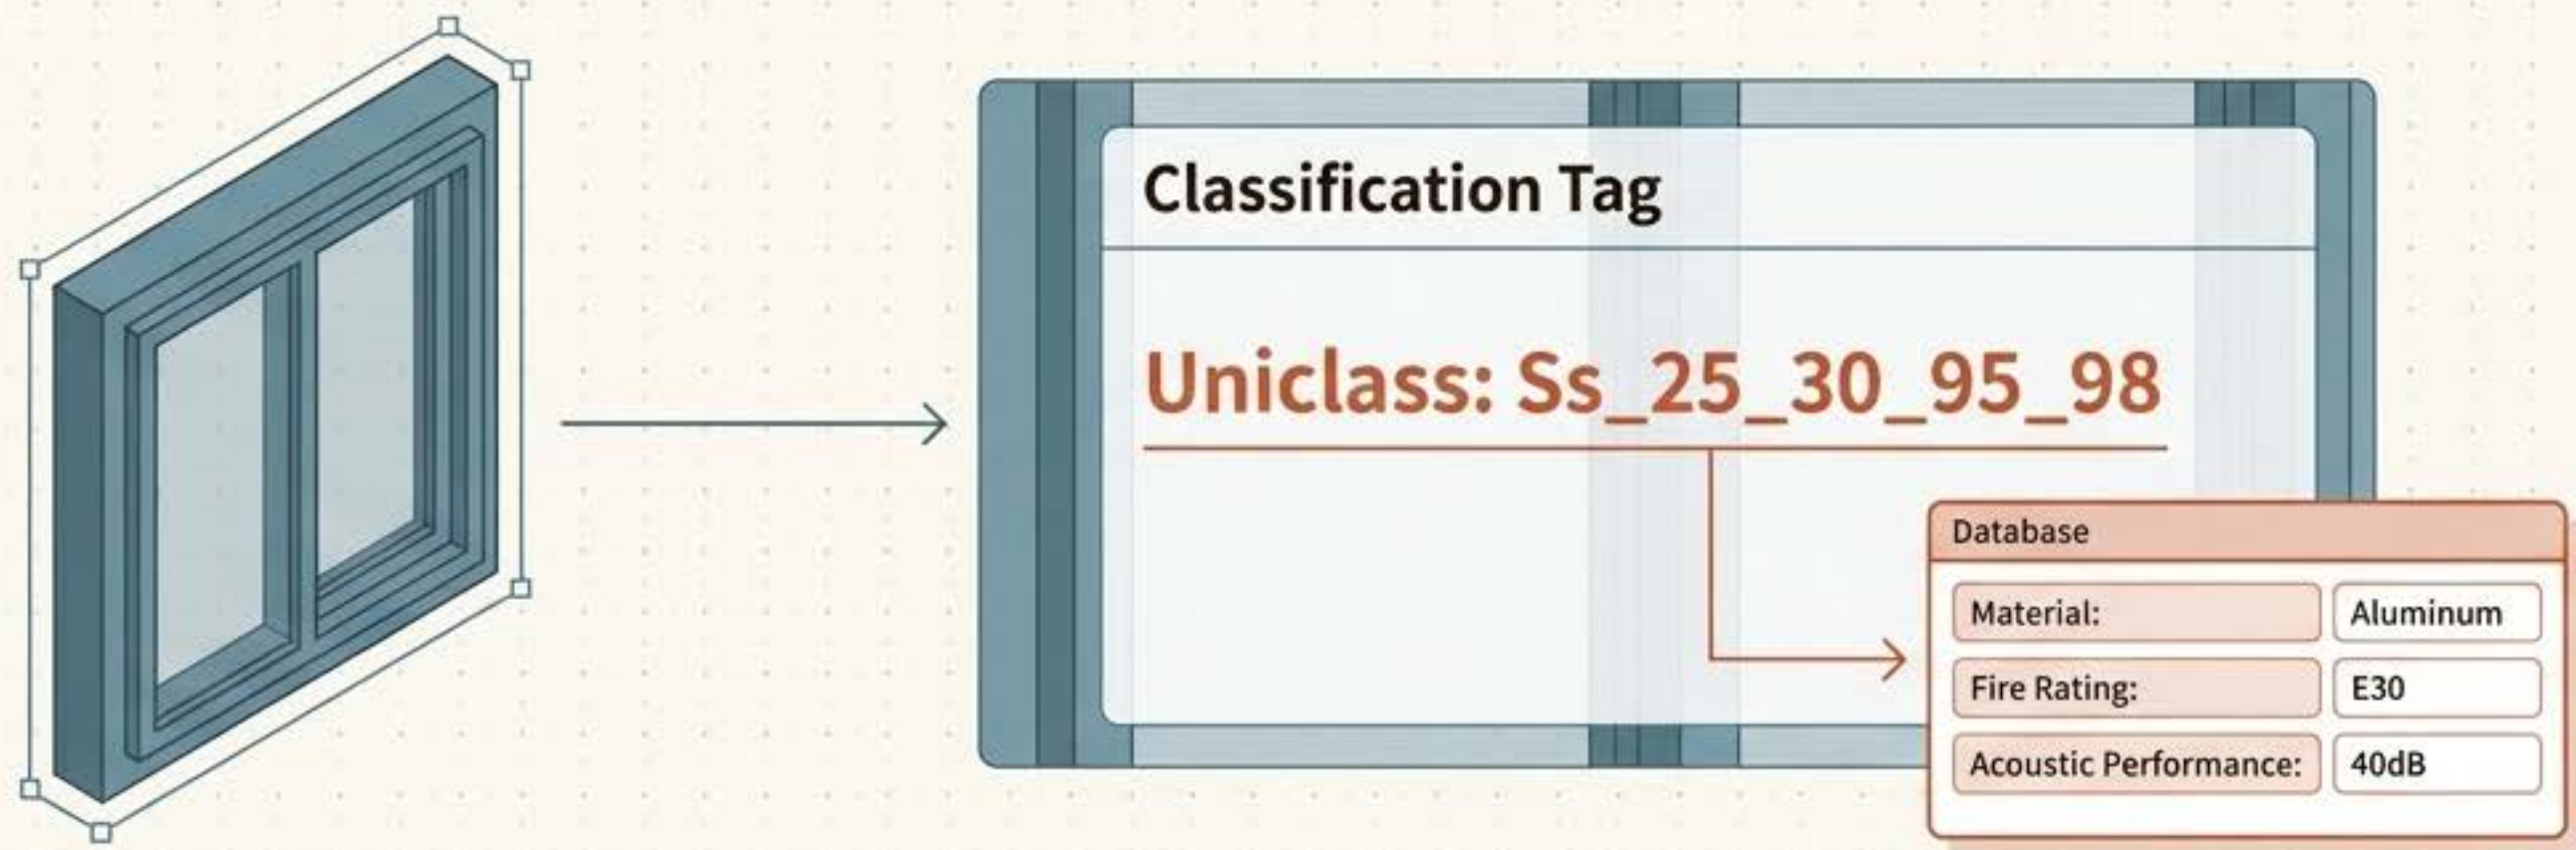 Classification Tag
Uniclass: Ss_25_30_95_98
Database
Material: Aluminum
Fire Rating: E30
Acoustic Performance: 40dB